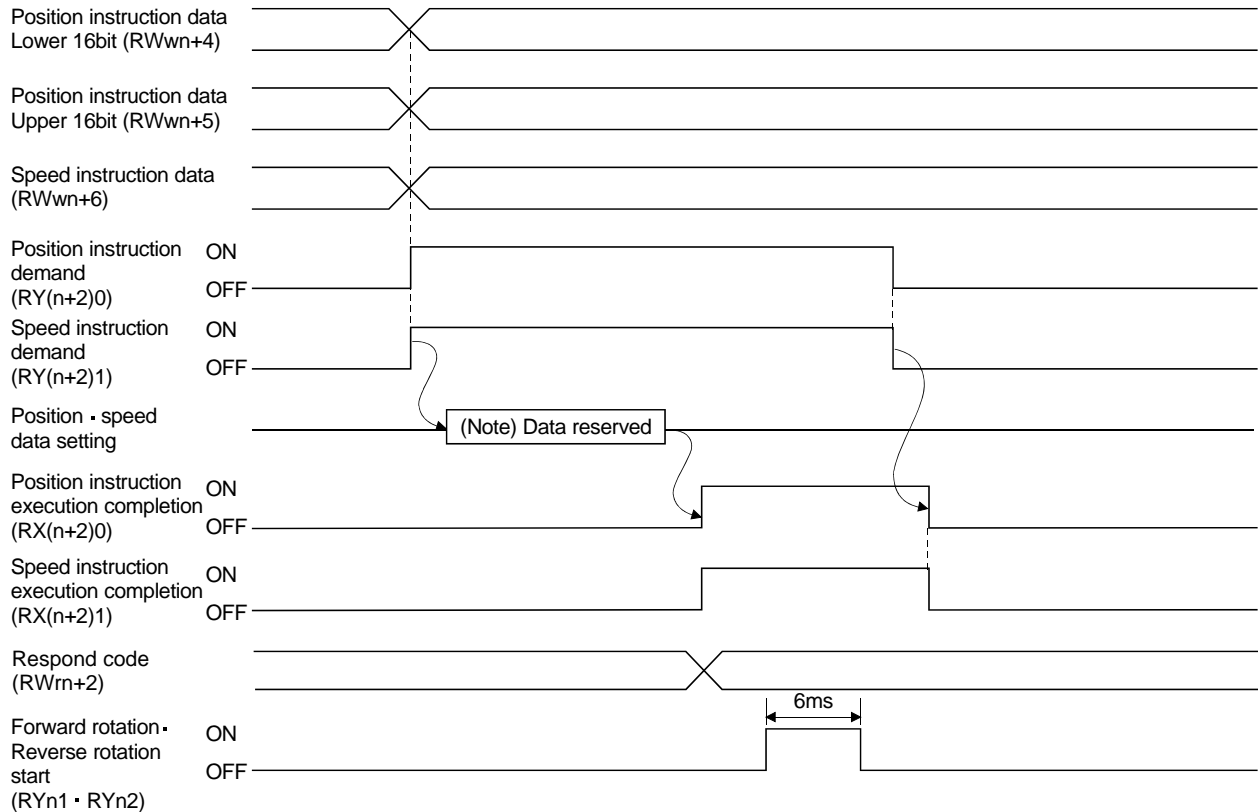 Position instruction data
Lower 16bit (RWwn+4)
Position instruction data
Upper 16bit (RWwn+5)
Speed instruction data
(RWwn+6)
Position instruction
demand
(RY(n+2)0)
ON
OFF
Speed instruction
demand
(RY(n+2)1)
ON
OFF
Position · speed
data setting
(Note) Data reserved
Position instruction
execution completion
(RX(n+2)0)
ON
OFF
Speed instruction
execution completion
(RX(n+2)1)
ON
OFF
Respond code
(RWrn+2)
6ms
Forward rotation ·
Reverse rotation
start
(RYn1 · RYn2)
ON
OFF